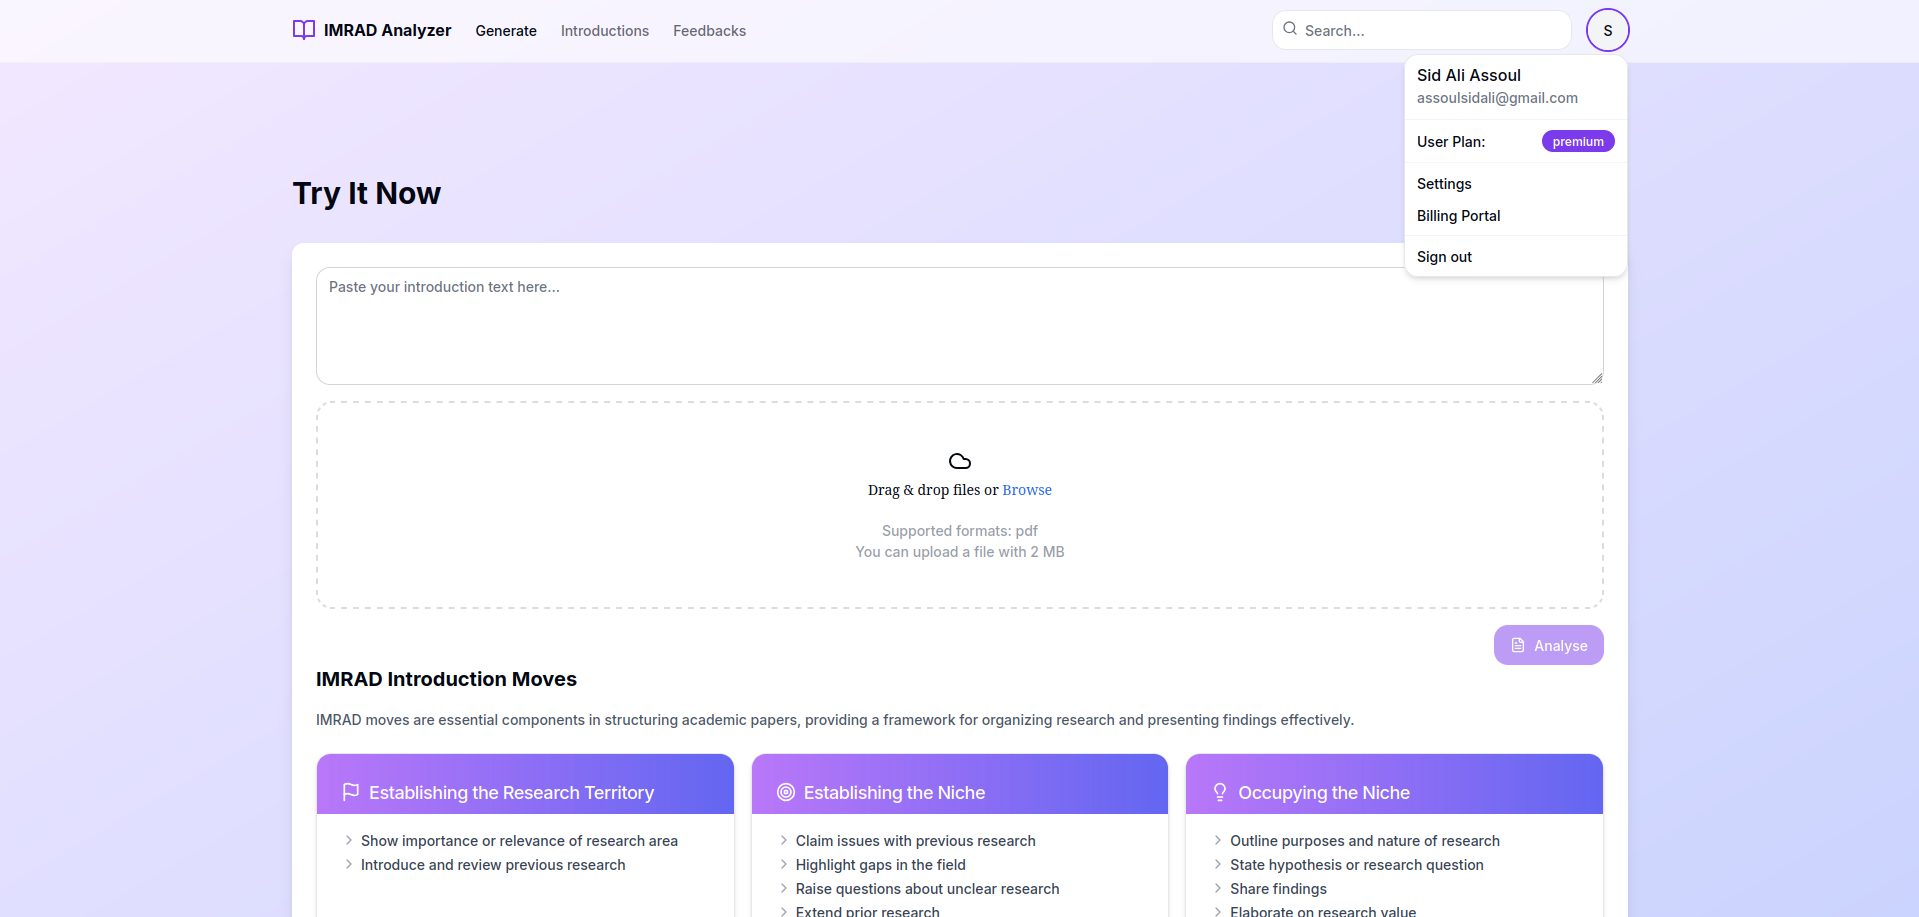 IMRAD Analyzer
Generate
Introductions
Feedbacks
Search...
S
Sid Ali Assoul
assoulsidali@gmail.com
User Plan:
premium
Settings
Billing Portal
Sign out
Try It Now
Paste your introduction text here...
Drag & drop files or Browse
Supported formats: pdf
You can upload a file with 2 MB
Analyse
IMRAD Introduction Moves
IMRAD moves are essential components in structuring academic papers, providing a framework for organizing research and presenting findings effectively.
Establishing the Research Territory
Show importance or relevance of research area
Introduce and review previous research
Establishing the Niche
Claim issues with previous research
Highlight gaps in the field
Raise questions about unclear research
Extend prior research
Occupying the Niche
Outline purposes and nature of research
State hypothesis or research question
Share findings
Elaborate on research value